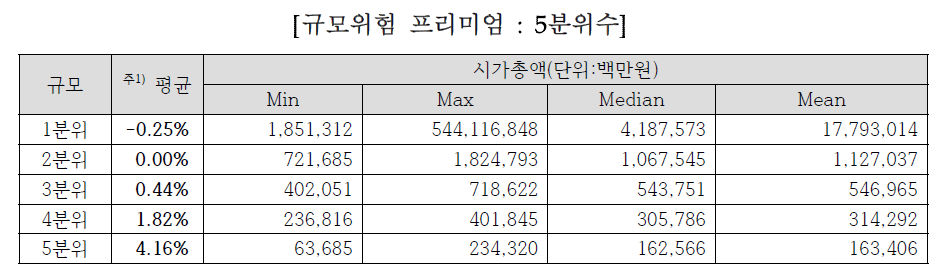 [규모위험 프리미엄 : 5분위수]
규모 주1) 평균 시가총액(단위:백만원)
Min Max Median Mean
1분위 -0.25% 1,851,312 544,116,848 4,187,573 17,793,014
2분위 0.00% 721,685 1,824,793 1,067,545 1,127,037
3분위 0.44% 402,051 718,622 543,751 546,965
4분위 1.82% 236,816 401,845 305,786 314,292
5분위 4.16% 63,685 234,320 162,566 163,406